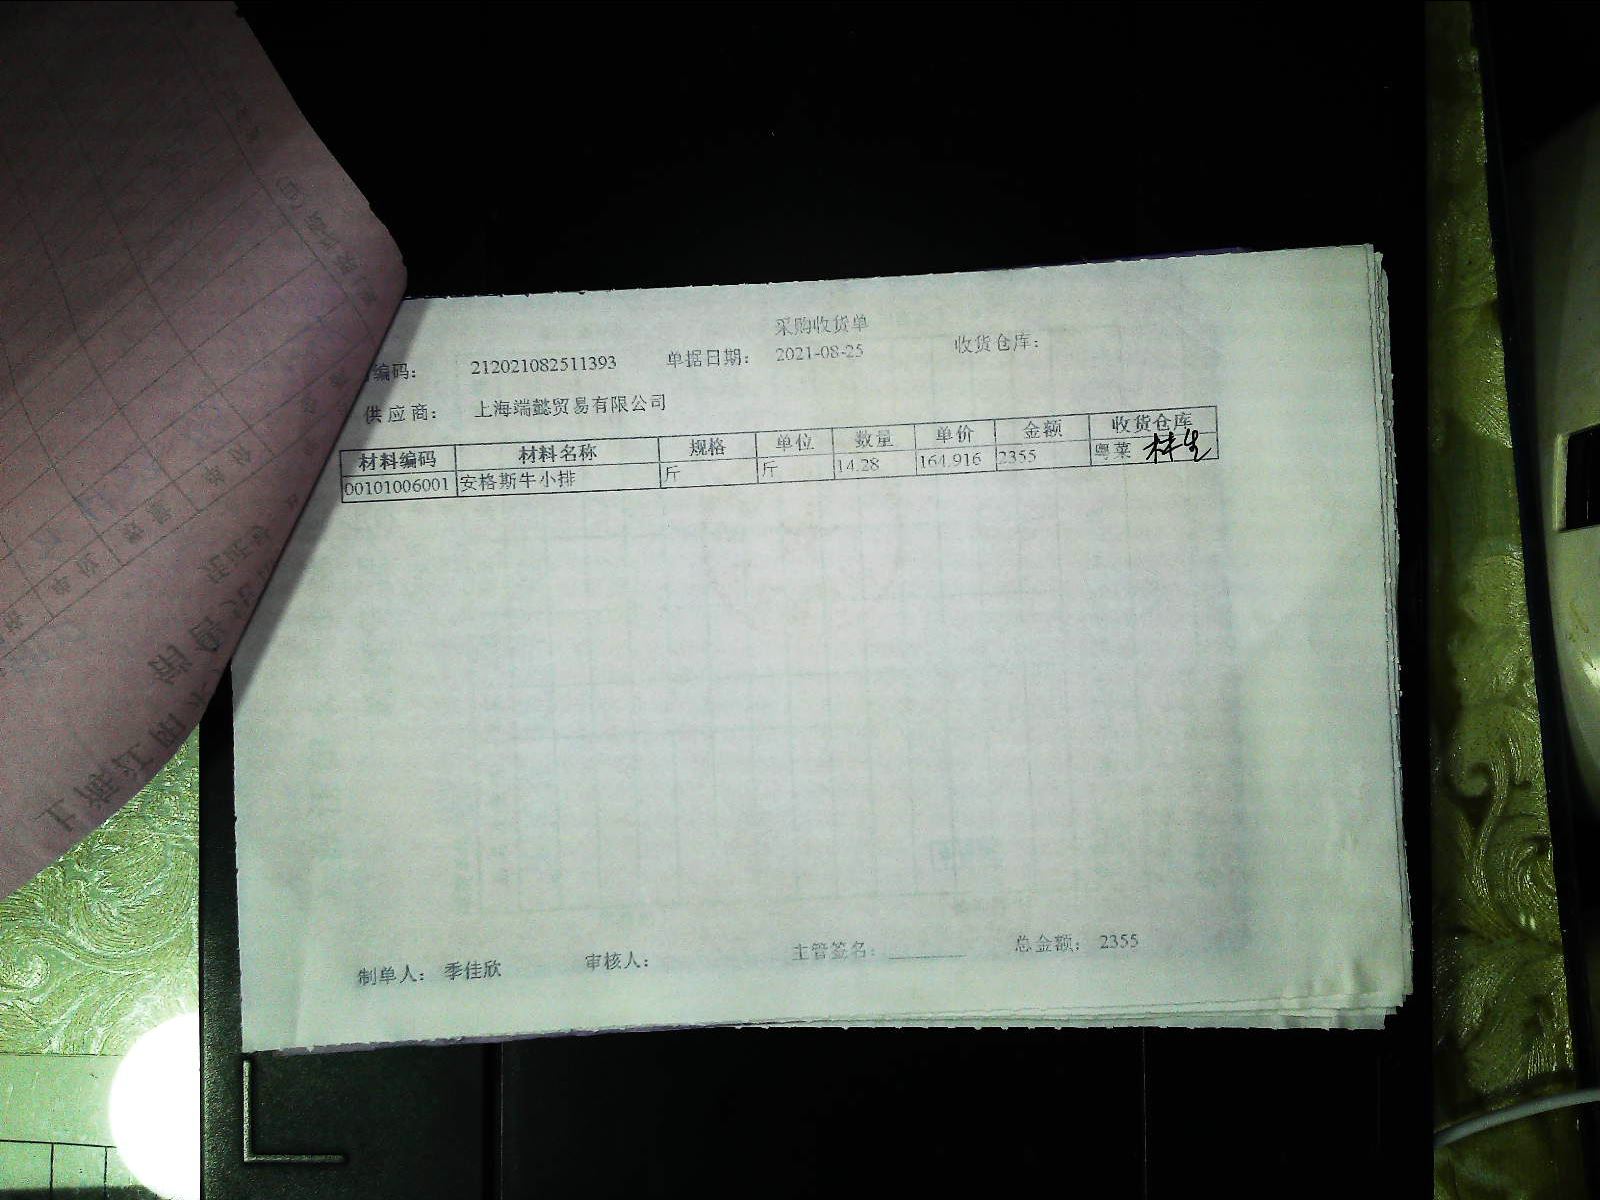 采购收货单
编码： 212021082511393 单据日期： 2021-08-25 收货仓库：
供应商： 上海端懿贸易有限公司
材料编码 材料名称 规格 单位 数量 单价 金额 收货仓库
00101006001 安格斯牛小排 斤 斤 14.28 164.916 2355 粤菜
制单人： 季佳欣 审核人： 主管签名： 总金额： 2355